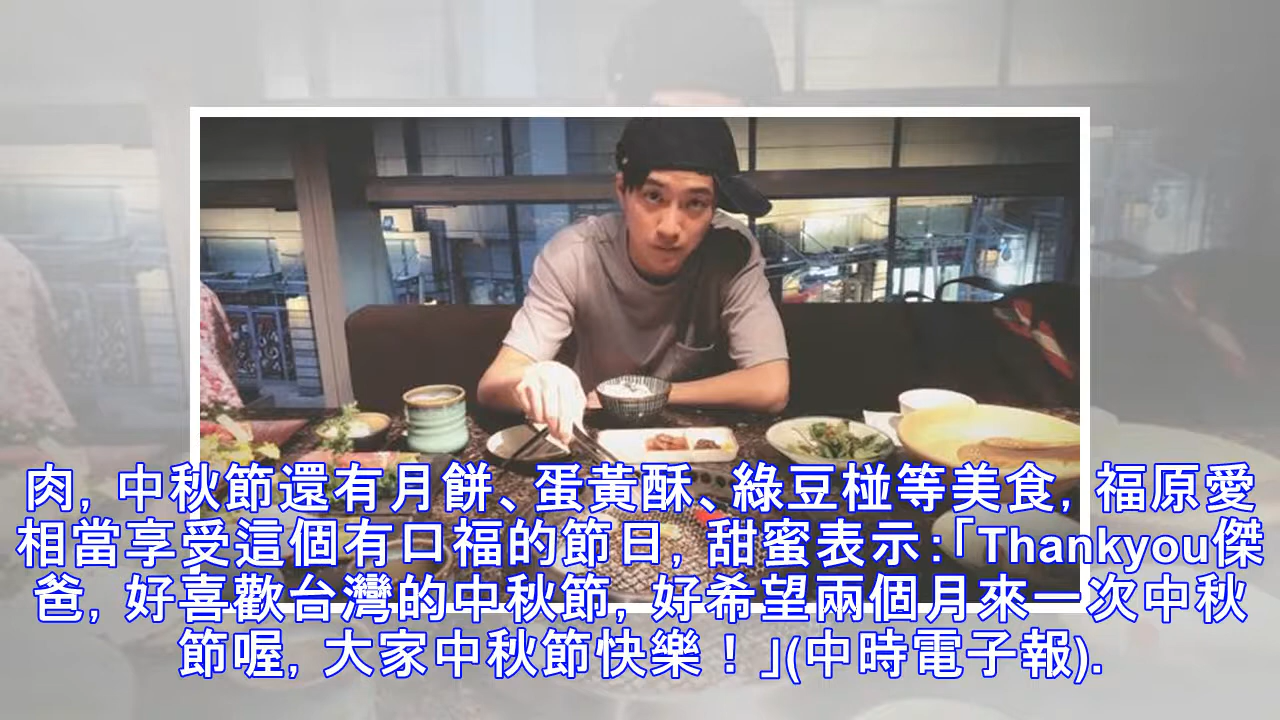 肉, 中秋節還有月餅、蛋黃酥、綠豆椪等美食, 福原愛
相當享受這個有口福的節日, 甜蜜表示:「Thankyou傑
爸, 好喜歡台灣的中秋節, 好希望兩個月來一次中秋
節喔, 大家中秋節快樂！」(中時電子報).